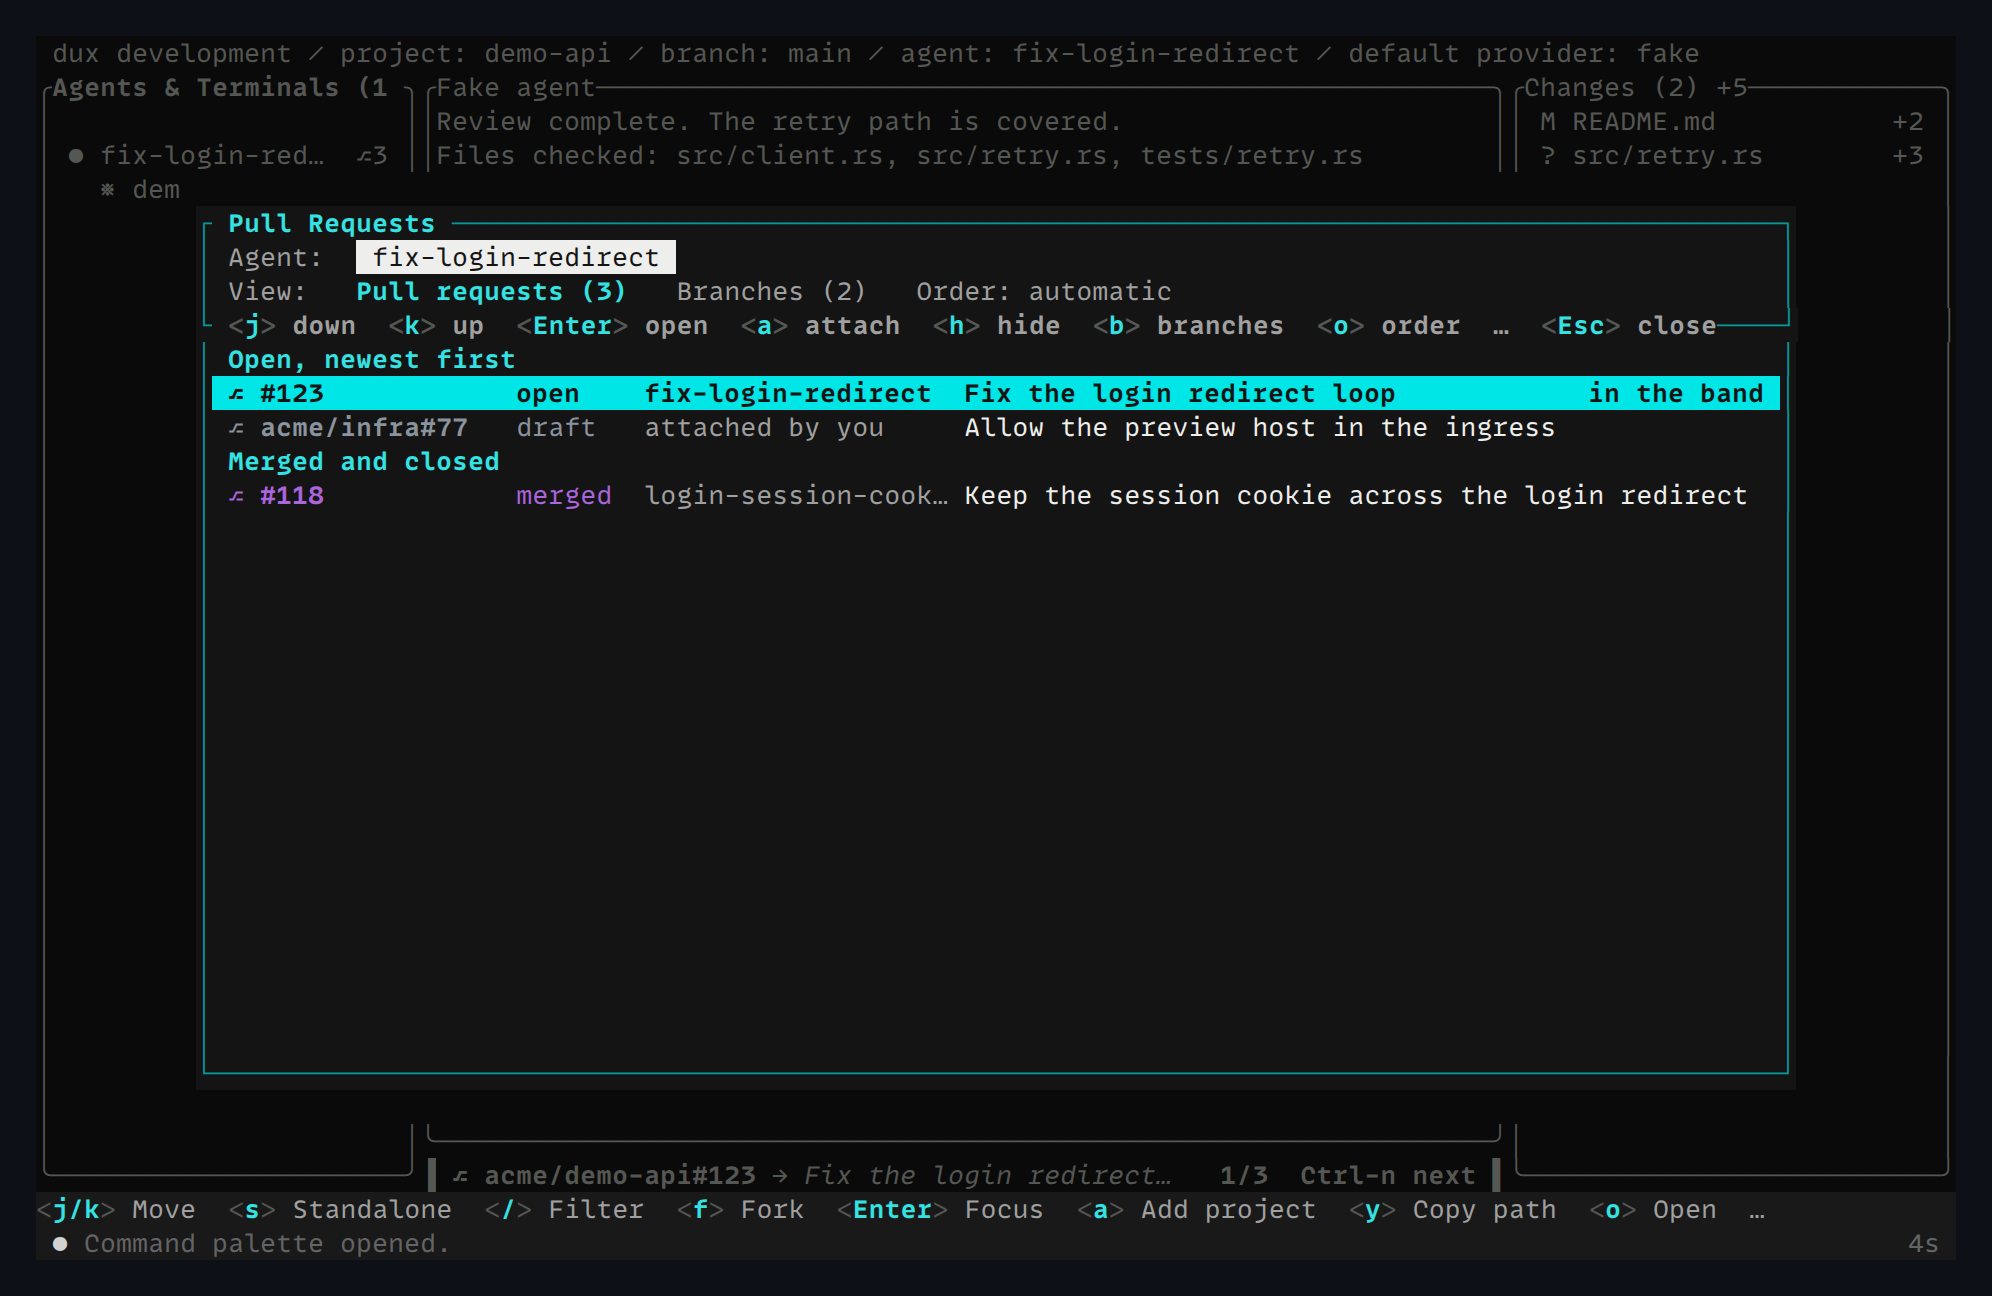 dux development / project: demo-api / branch: main / agent: fix-login-redirect / default provider: fake
Agents & Terminals (1
Fake agent
Changes (2) +5
Review complete. The retry path is covered.
M README.md +2
● fix-login-red… 3
Files checked: src/client.rs, src/retry.rs, tests/retry.rs
? src/retry.rs +3
※ dem
Pull Requests
Agent: fix-login-redirect
View: Pull requests (3) Branches (2) Order: automatic
<j> down <k> up <Enter> open <a> attach <h> hide <b> branches <o> order … <Esc> close
Open, newest first
#123 open fix-login-redirect Fix the login redirect loop in the band
acme/infra#77 draft attached by you Allow the preview host in the ingress
Merged and closed
#118 merged login-session-cook… Keep the session cookie across the login redirect
acme/demo-api#123 → Fix the login redirect… 1/3 Ctrl-n next
<j/k> Move <s> Standalone </> Filter <f> Fork <Enter> Focus <a> Add project <y> Copy path <o> Open …
● Command palette opened. 4s